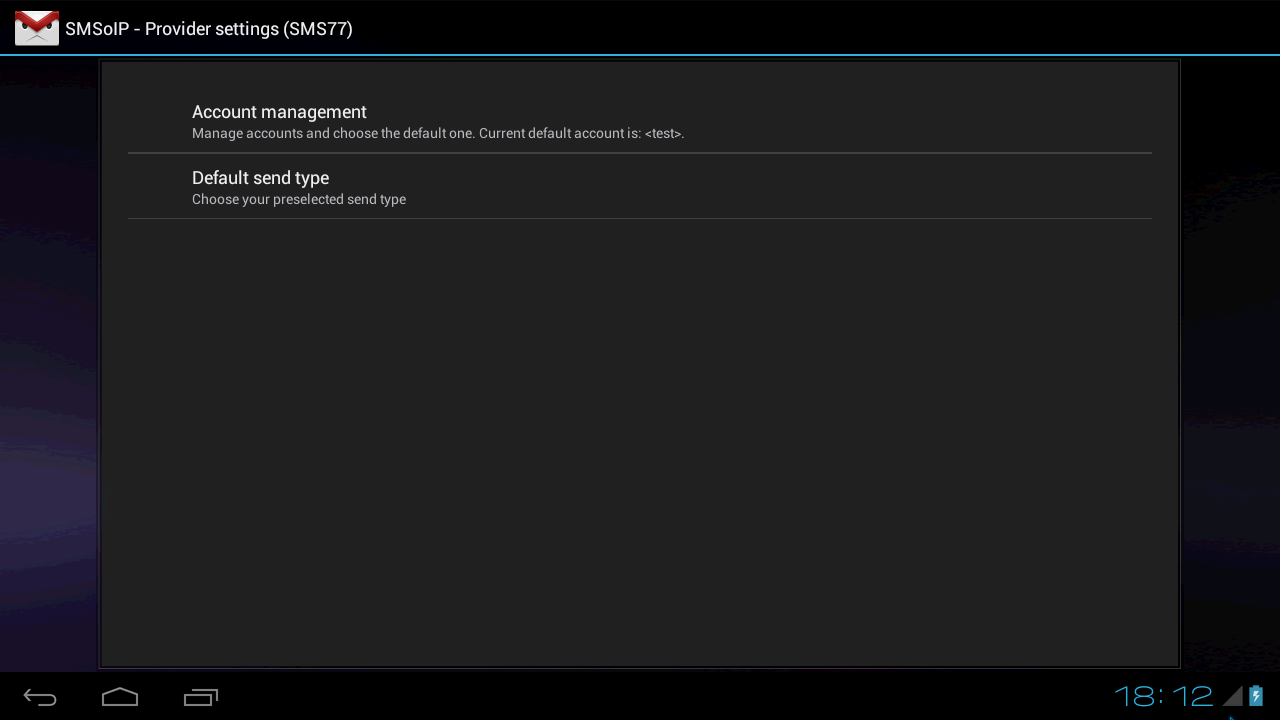 SMSoIP - Provider settings (SMS77)
Account management
Manage accounts and choose the default one. Current default account is: <test>.
Default send type
Choose your preselected send type
18:12